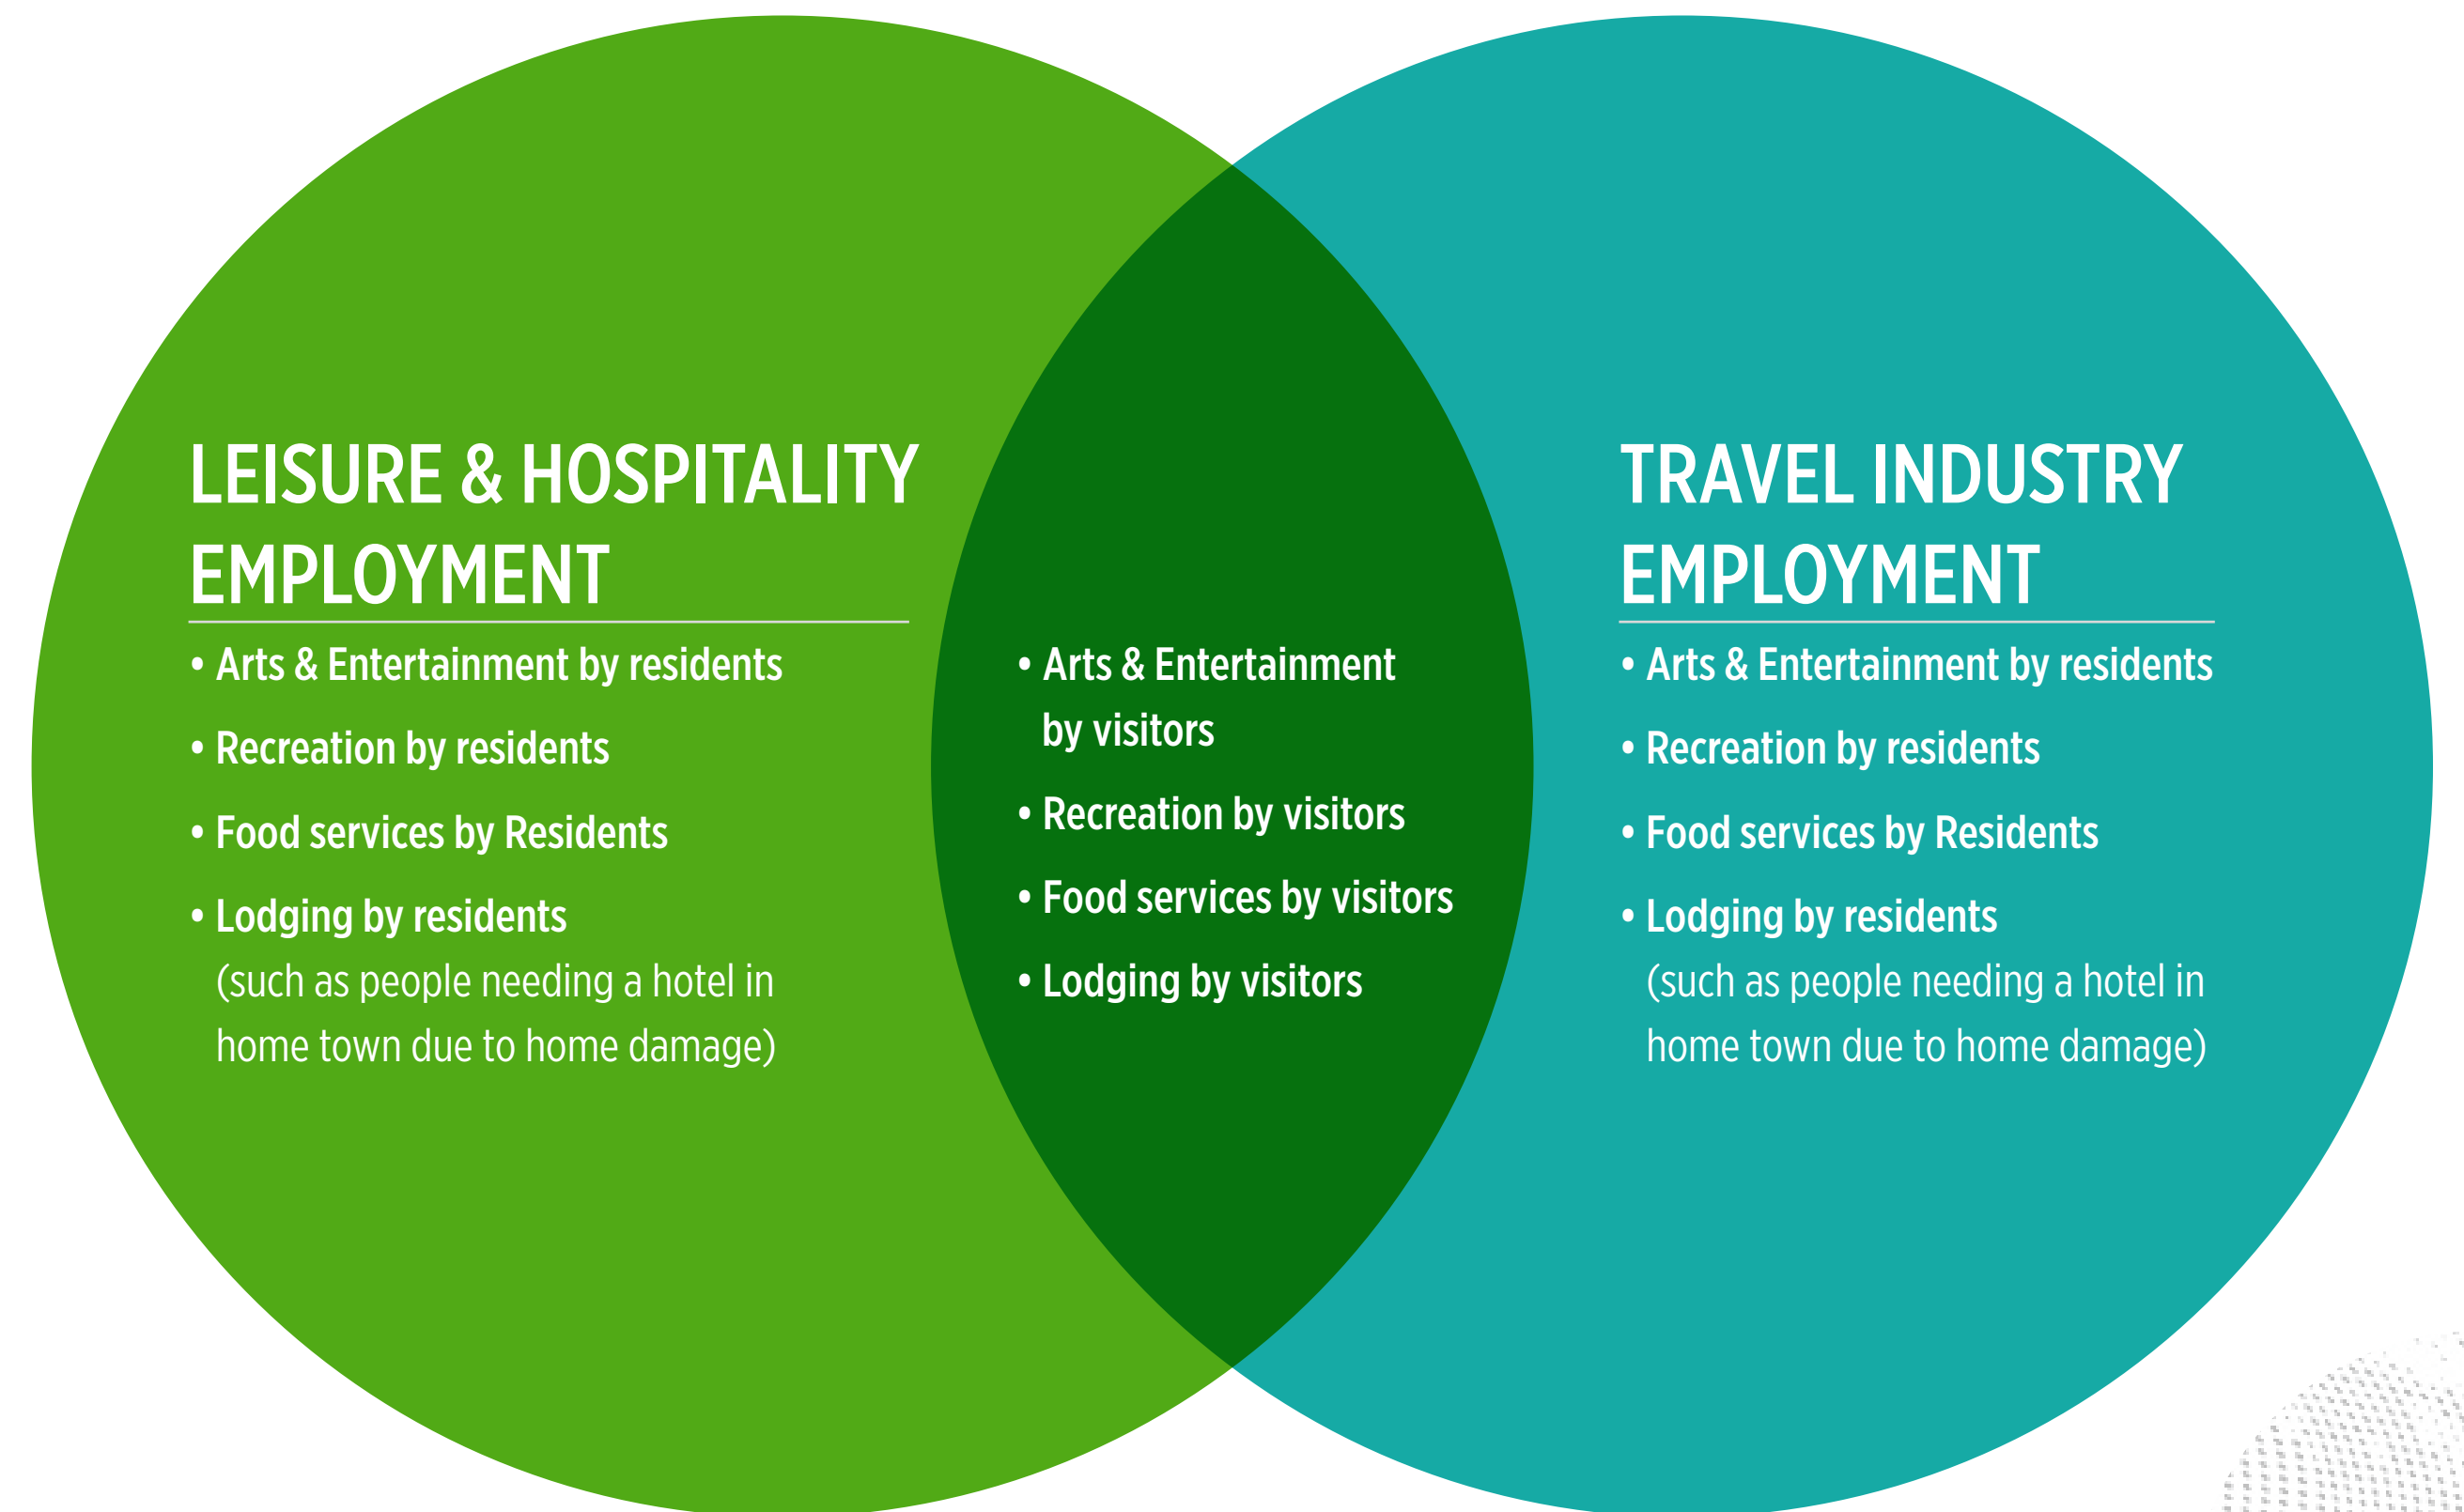 LEISURE & HOSPITALITY
EMPLOYMENT
• Arts & Entertainment by residents
• Recreation by residents
• Food services by Residents
• Lodging by residents
(such as people needing a hotel in
home town due to home damage)
• Arts & Entertainment
by visitors
• Recreation by visitors
• Food services by visitors
• Lodging by visitors
TRAVEL INDUSTRY
EMPLOYMENT
• Arts & Entertainment by residents
• Recreation by residents
• Food services by Residents
• Lodging by residents
(such as people needing a hotel in
home town due to home damage)